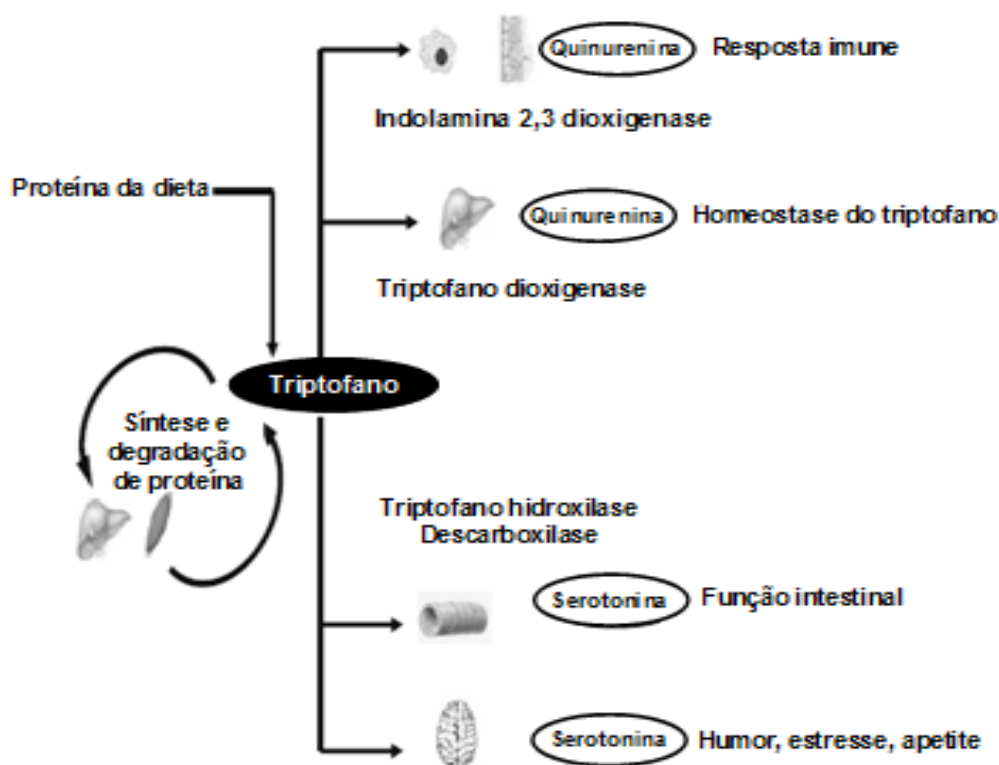 Quinurenina Resposta imune
Indolamina 2,3 dioxigenase
Proteína da dieta
Quinurenina Homeostase do triptofano
Triptofano dioxigenase
Triptofano
Síntese e
degradação
de proteína
Triptofano hidroxilase
Descarboxilase
Serotonina Função intestinal
Serotonina Humor, estresse, apetite